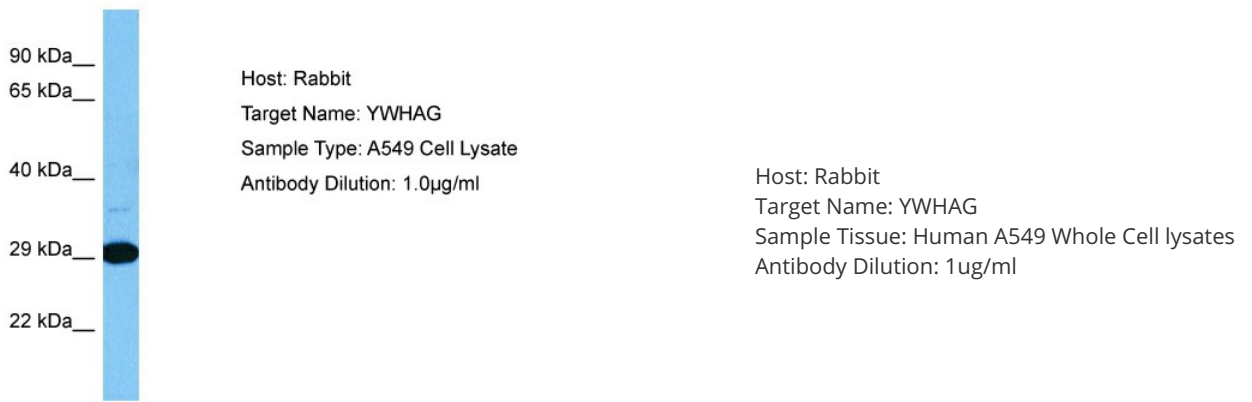 90 kDa__
65 kDa__
40 kDa__
29 kDa__
22 kDa__
Host: Rabbit
Target Name: YWHAG
Sample Type: A549 Cell Lysate
Antibody Dilution: 1.0µg/ml
Host: Rabbit
Target Name: YWHAG
Sample Tissue: Human A549 Whole Cell lysates
Antibody Dilution: 1ug/ml